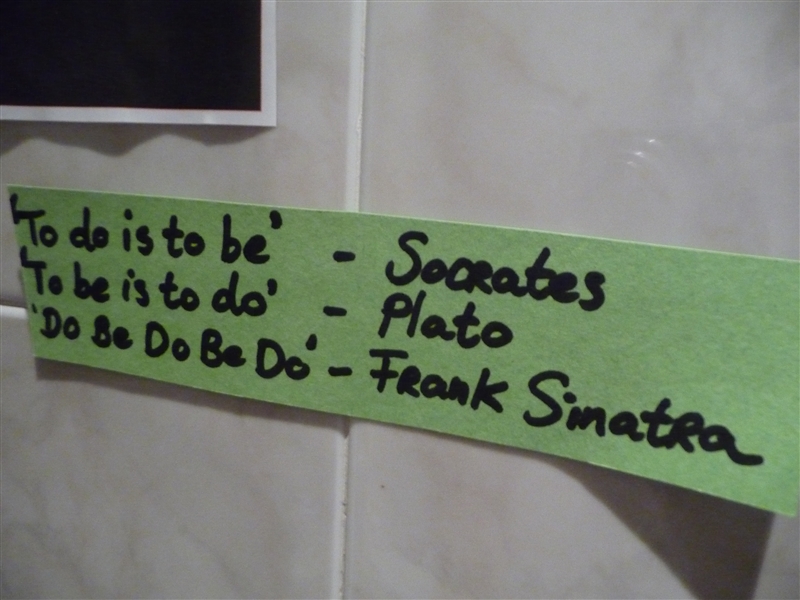 'To do is to be' - Socrates
'To be is to do' - Plato
'Do Be Do Be Do' - Frank Sinatra